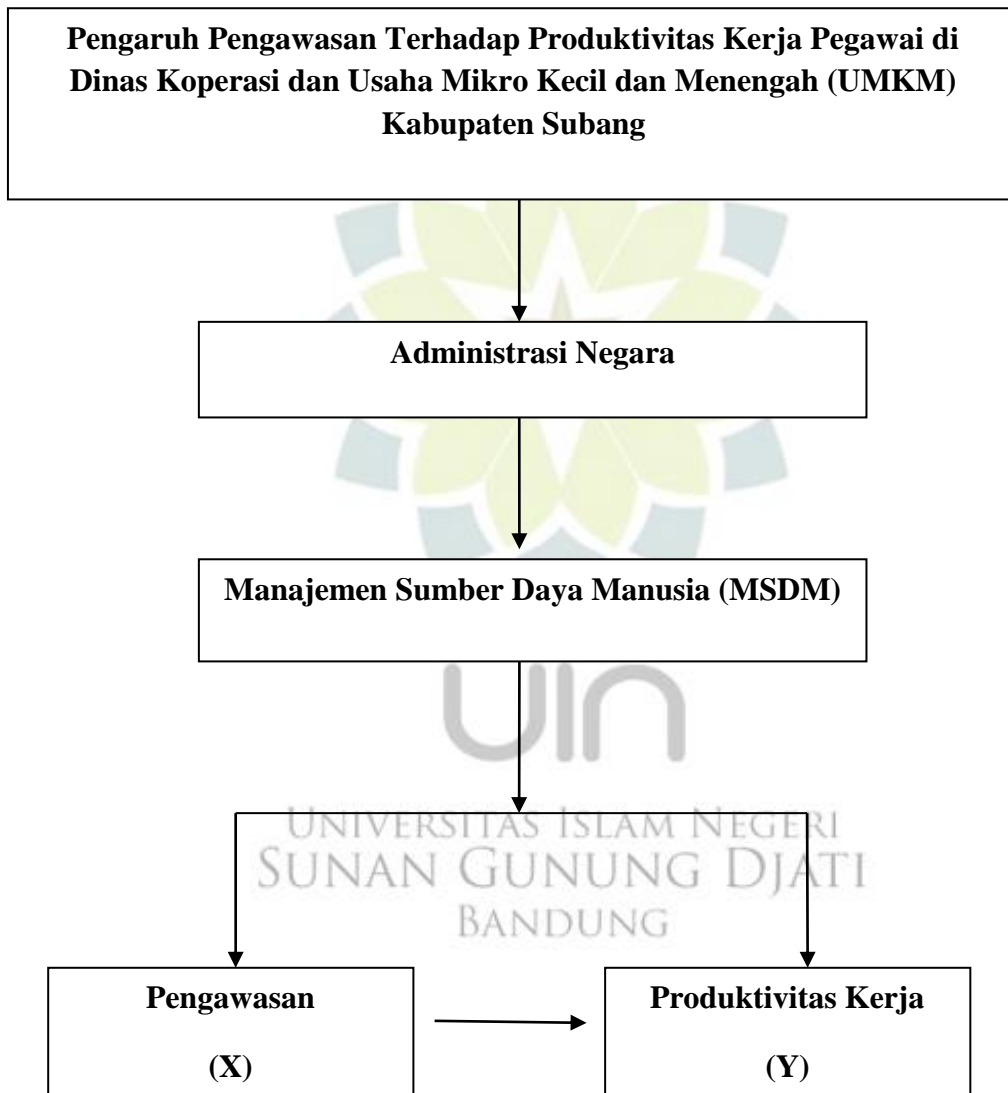 Pengaruh Pengawasan Terhadap Produktivitas Kerja Pegawai di
Dinas Koperasi dan Usaha Mikro Kecil dan Menengah (UMKM)
Kabupaten Subang
Administrasi Negara
Manajemen Sumber Daya Manusia (MSDM)
uin
UNIVERSITAS ISLAM NEGERI
SUNAN GUNUNG DJATI
BANDUNG
Pengawasan
(X)
Produktivitas Kerja
(Y)